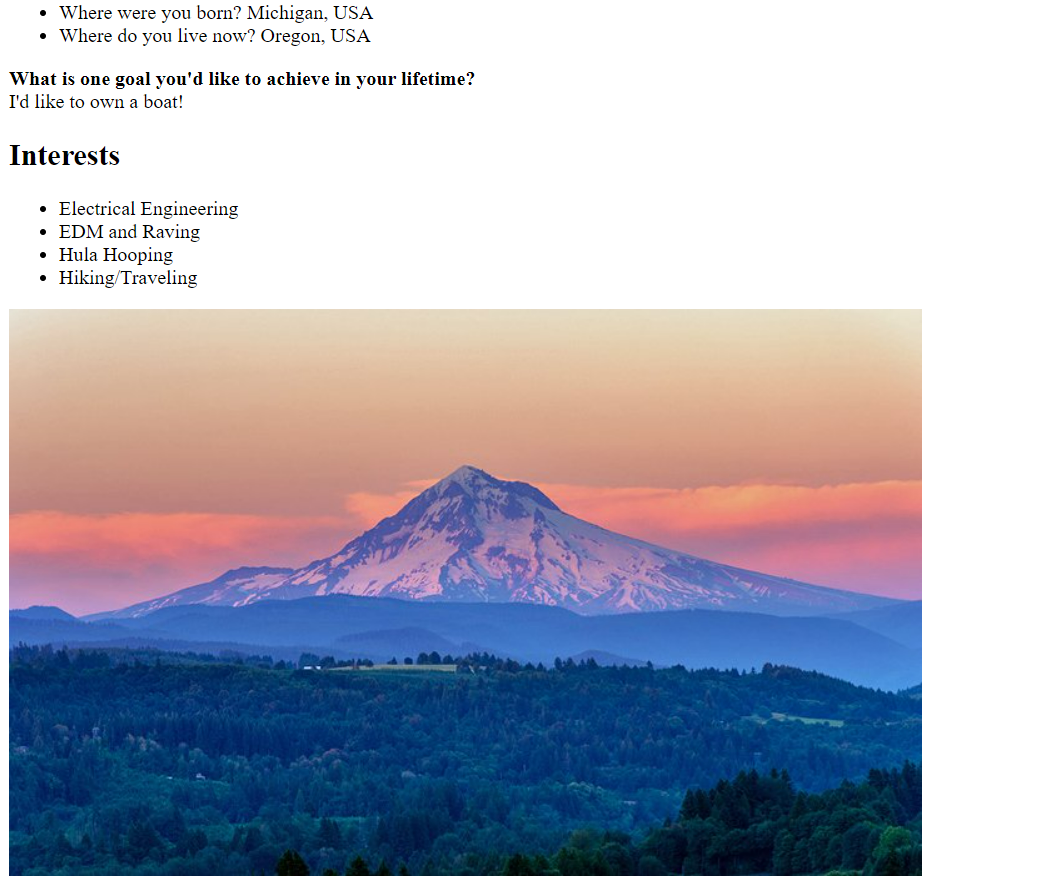 Where were you born? Michigan, USA
Where do you live now? Oregon, USA
What is one goal you'd like to achieve in your lifetime?
I'd like to own a boat!
Interests
Electrical Engineering
EDM and Raving
Hula Hooping
Hiking/Traveling